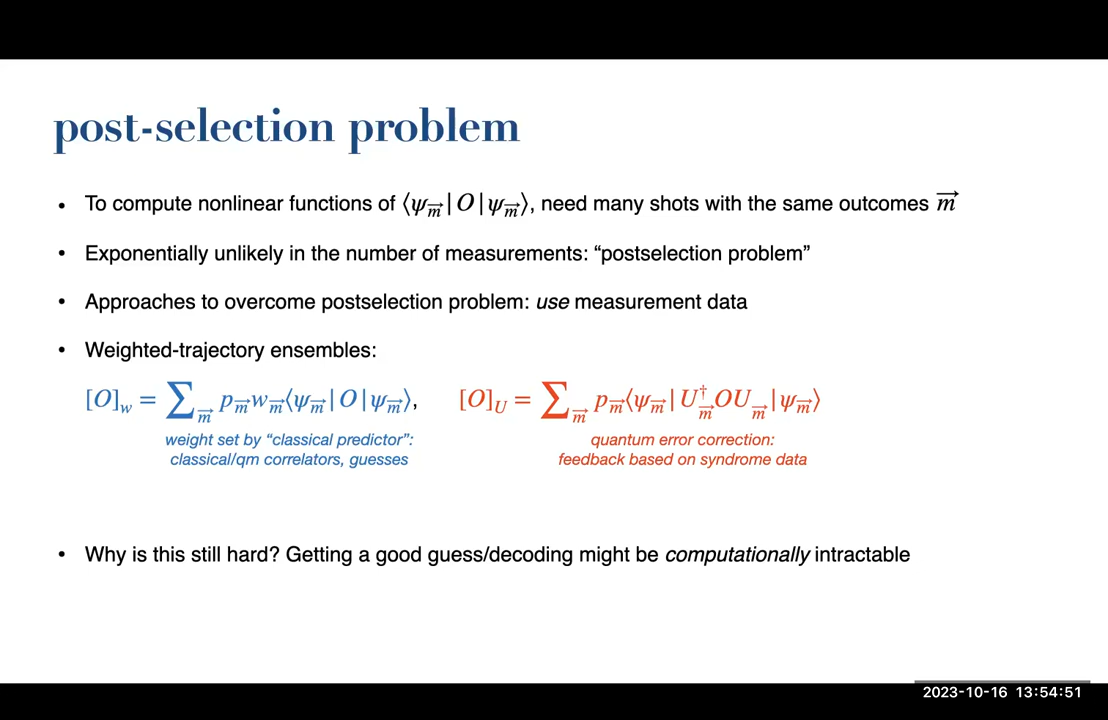 post-selection problem
• To compute nonlinear functions of ⟨ψ_m⃗|O|ψ_m⃗⟩, need many shots with the same outcomes m⃗
• Exponentially unlikely in the number of measurements: “postselection problem”
• Approaches to overcome postselection problem: use measurement data
• Weighted-trajectory ensembles:
[O]_w = ∑_m⃗ p_m⃗ w_m⃗ ⟨ψ_m⃗|O|ψ_m⃗⟩, [O]_U = ∑_m⃗ p_m⃗ ⟨ψ_m⃗|U†_m⃗ O U_m⃗|ψ_m⃗⟩
weight set by “classical predictor”: quantum error correction:
classical/qm correlators, guesses feedback based on syndrome data
• Why is this still hard? Getting a good guess/decoding might be computationally intractable
2023-10-16 13:54:51